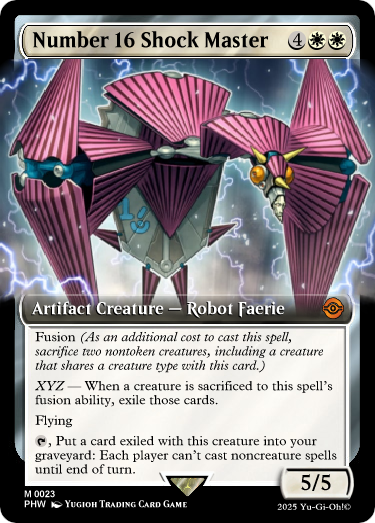 Number 16 Shock Master 4
16
Artifact Creature — Robot Faerie
Fusion (As an additional cost to cast this spell,
sacrifice two nontoken creatures, including a creature
that shares a creature type with this card.)
XYZ — When a creature is sacrificed to this spell's
fusion ability, exile those cards.
Flying
, Put a card exiled with this creature into your
graveyard: Each player can't cast noncreature spells
until end of turn.
5/5
M 0023
PHW Yugioh Trading Card Game
2025 Yu-Gi-Oh!©